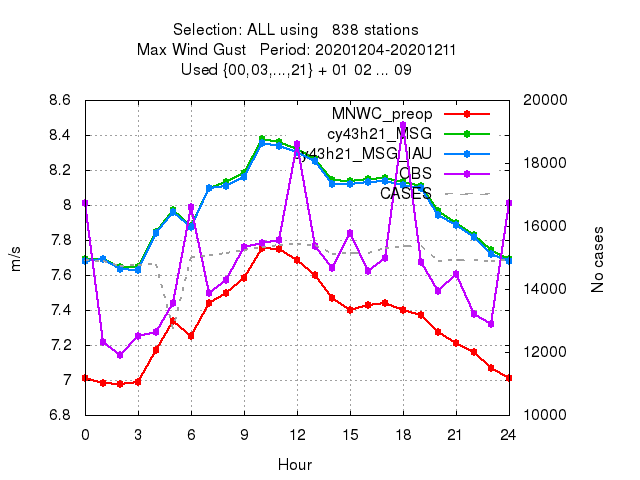 Selection: ALL using 838 stations
Max Wind Gust Period: 20201204-20201211
Used {00,03,...,21} + 01 02 ... 09
8.6
8.4
8.2
8
7.8
7.6
7.4
7.2
7
6.8
20000
18000
16000
14000
12000
10000
MNWC_preop
cy43h21_MSG
cy43h21_MSG_IAU
OBS
CASES
m/s
No cases
0 3 6 9 12 15 18 21 24
Hour